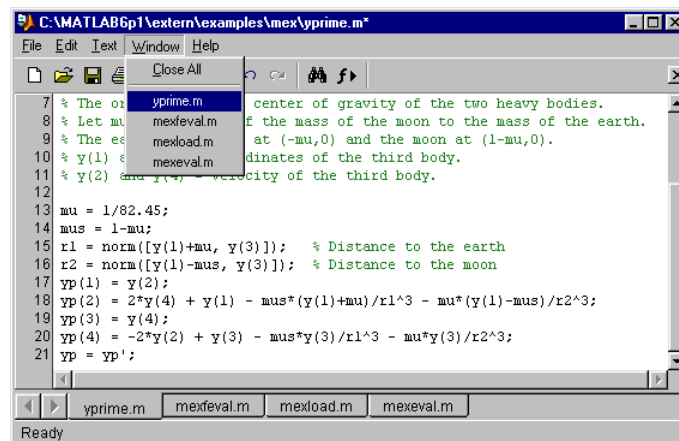 C:\MATLAB6p1\extern\examples\mex\yprime.m*
File Edit Text Window Help
Close All
yprime.m
mexfeval.m
mexload.m
mexeval.m
7 % The or center of gravity of the two heavy bodies.
8 % Let mu f the mass of the moon to the mass of the earth.
9 % The ea at (-mu,0) and the moon at (1-mu,0).
10 % y(1) a dinates of the third body.
11 % y(2) and y(4) = velocity of the third body.
12
13 mu = 1/82.45;
14 mus = 1-mu;
15 r1 = norm([y(1)+mu, y(3)]); % Distance to the earth
16 r2 = norm([y(1)-mus, y(3)]); % Distance to the moon
17 yp(1) = y(2);
18 yp(2) = 2*y(4) + y(1) - mus*(y(1)+mu)/r1^3 - mu*(y(1)-mus)/r2^3;
19 yp(3) = y(4);
20 yp(4) = -2*y(2) + y(3) - mus*y(3)/r1^3 - mu*y(3)/r2^3;
21 yp = yp';
yprime.m mexfeval.m mexload.m mexeval.m
Ready